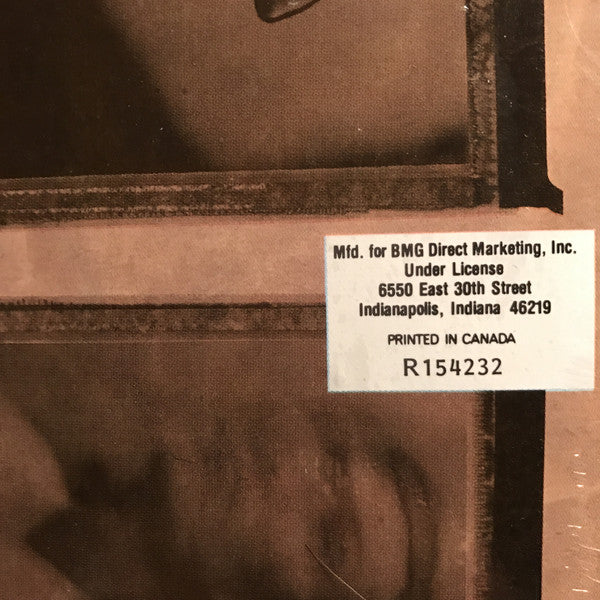 Mfd. for BMG Direct Marketing, Inc.
Under License
6550 East 30th Street
Indianapolis, Indiana 46219
PRINTED IN CANADA
R154232